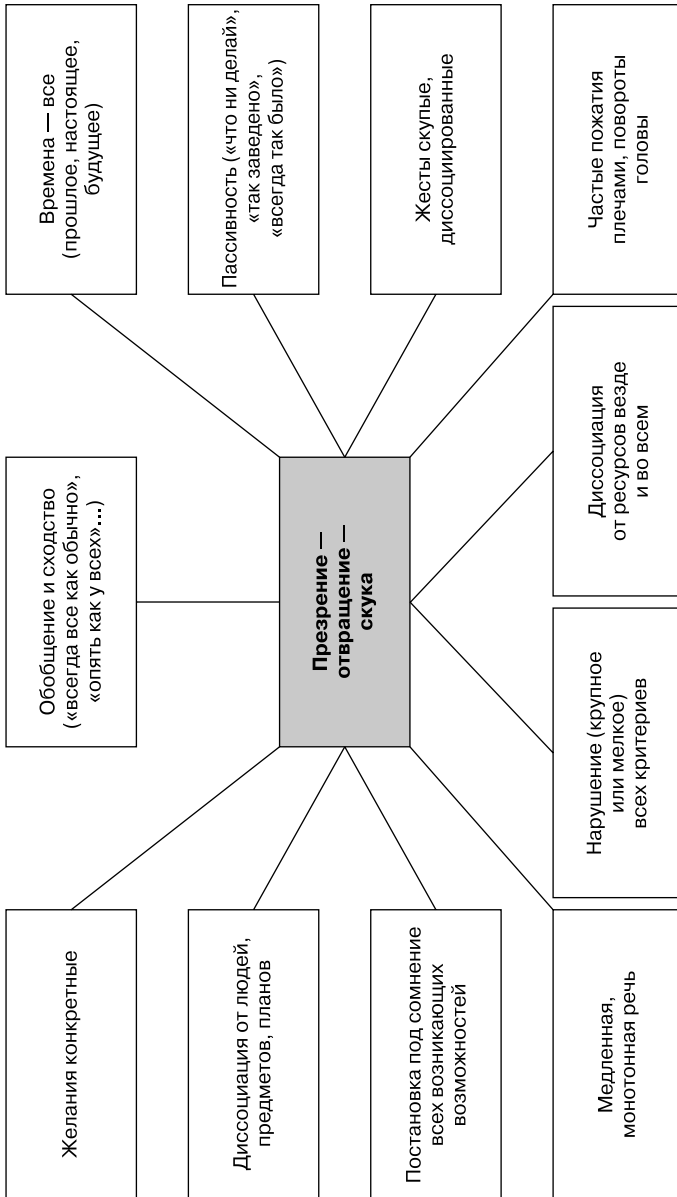 Желания конкретные
Обобщение и сходство
(«всегда все как обычно»,
«опять как у всех»...)
Времена — все
(прошлое, настоящее,
будущее)
Диссоциация от людей,
предметов, планов
Пассивность («что ни делай»,
«так заведено»,
«всегда так было»)
Презрение —
отвращение —
скука
Постановка под сомнение
всех возникающих
возможностей
Жесты скупые,
диссоциированные
Медленная,
монотонная речь
Нарушение (крупное
или мелкое)
всех критериев
Диссоциация
от ресурсов везде
и во всем
Частые пожатия
плечами, повороты
головы